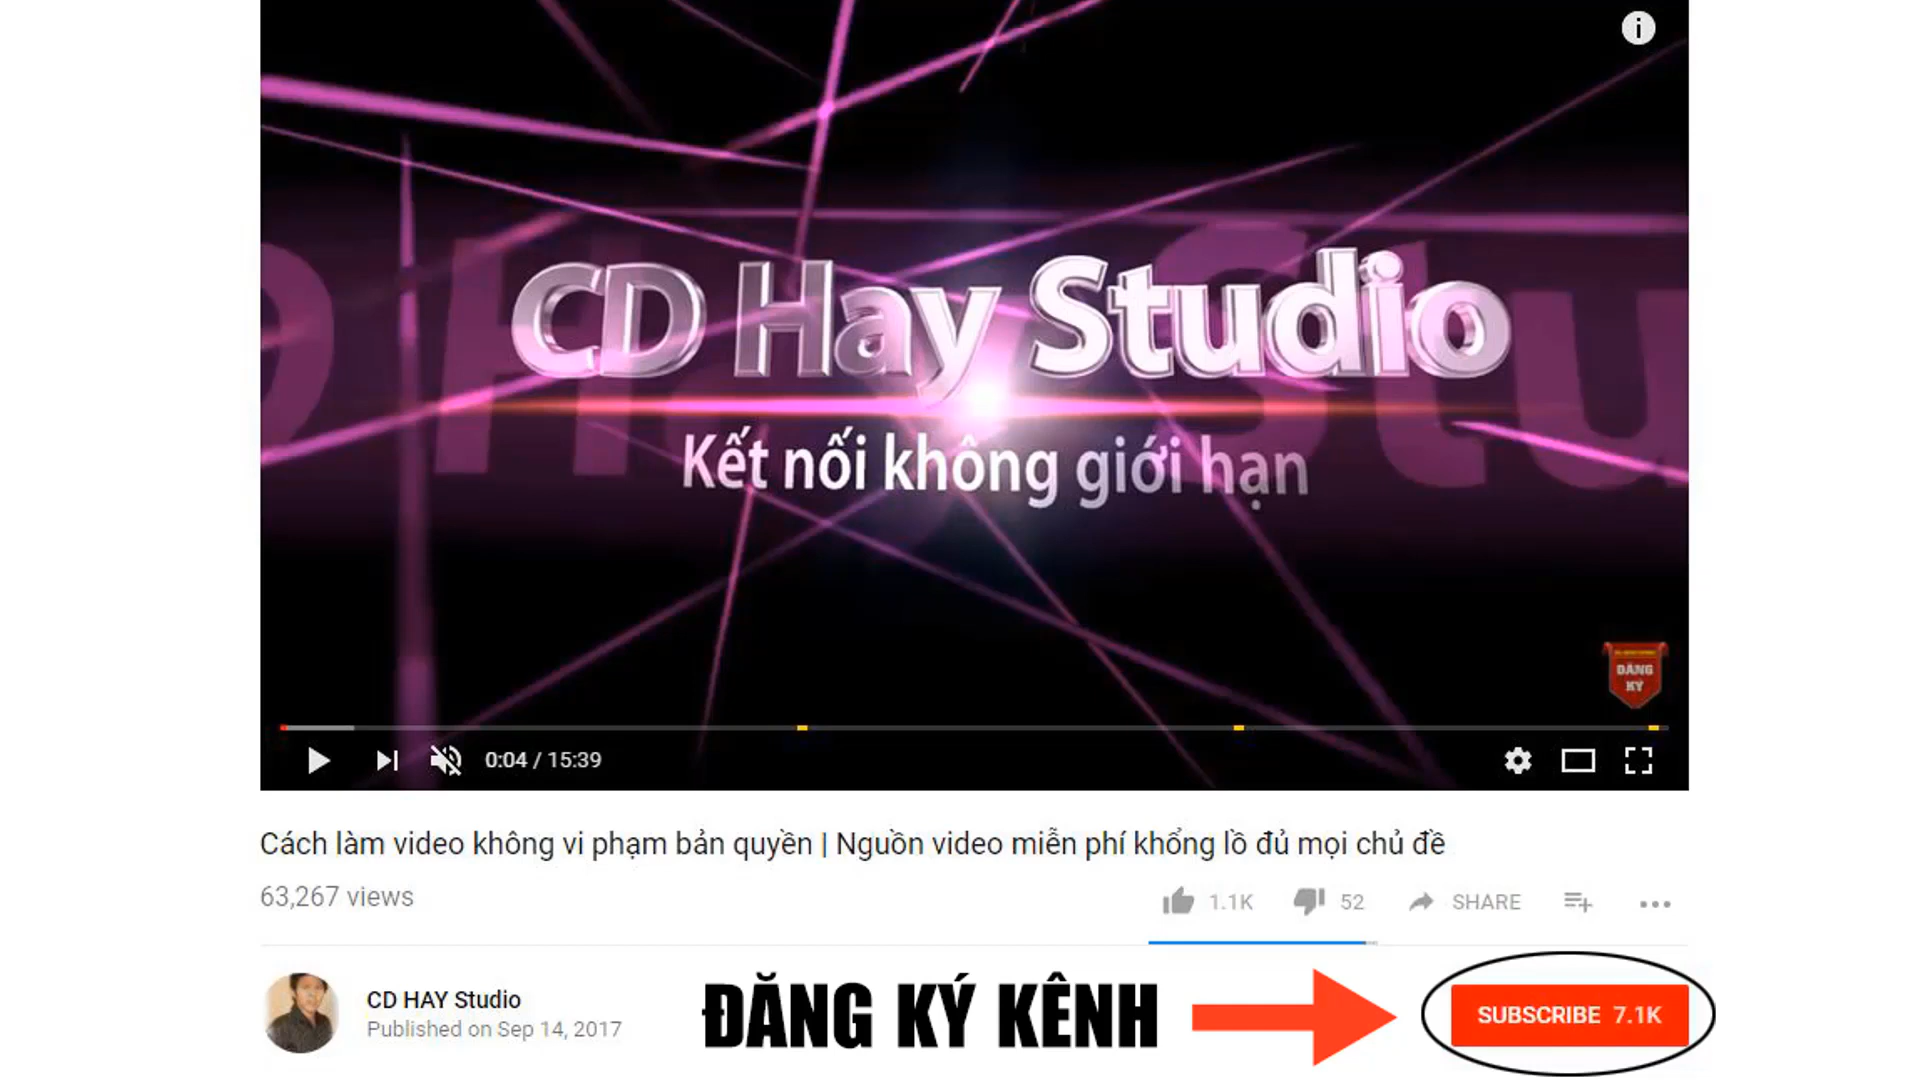 CD Hay Studio
Kết nối không giới hạn
ĐĂNG
KÝ
0:04 / 15:39
Cách làm video không vi phạm bản quyền | Nguồn video miễn phí khổng lồ đủ mọi chủ đề
63,267 views
1.1K 52 SHARE
CD HAY Studio
Published on Sep 14, 2017
ĐĂNG KÝ KÊNH
SUBSCRIBE 7.1K